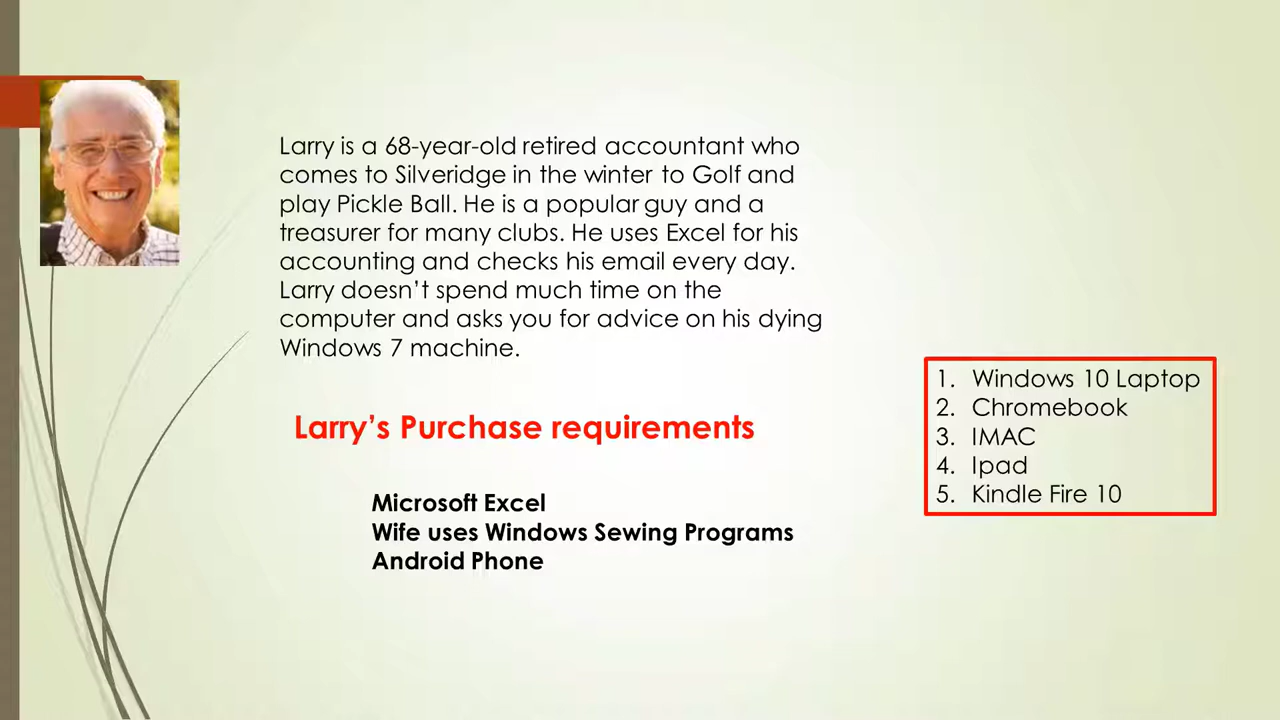 Larry is a 68-year-old retired accountant who
comes to Silveridge in the winter to Golf and
play Pickle Ball. He is a popular guy and a
treasurer for many clubs. He uses Excel for his
accounting and checks his email every day.
Larry doesn’t spend much time on the
computer and asks you for advice on his dying
Windows 7 machine.
Larry’s Purchase requirements
Microsoft Excel
Wife uses Windows Sewing Programs
Android Phone
1. Windows 10 Laptop
2. Chromebook
3. IMAC
4. Ipad
5. Kindle Fire 10